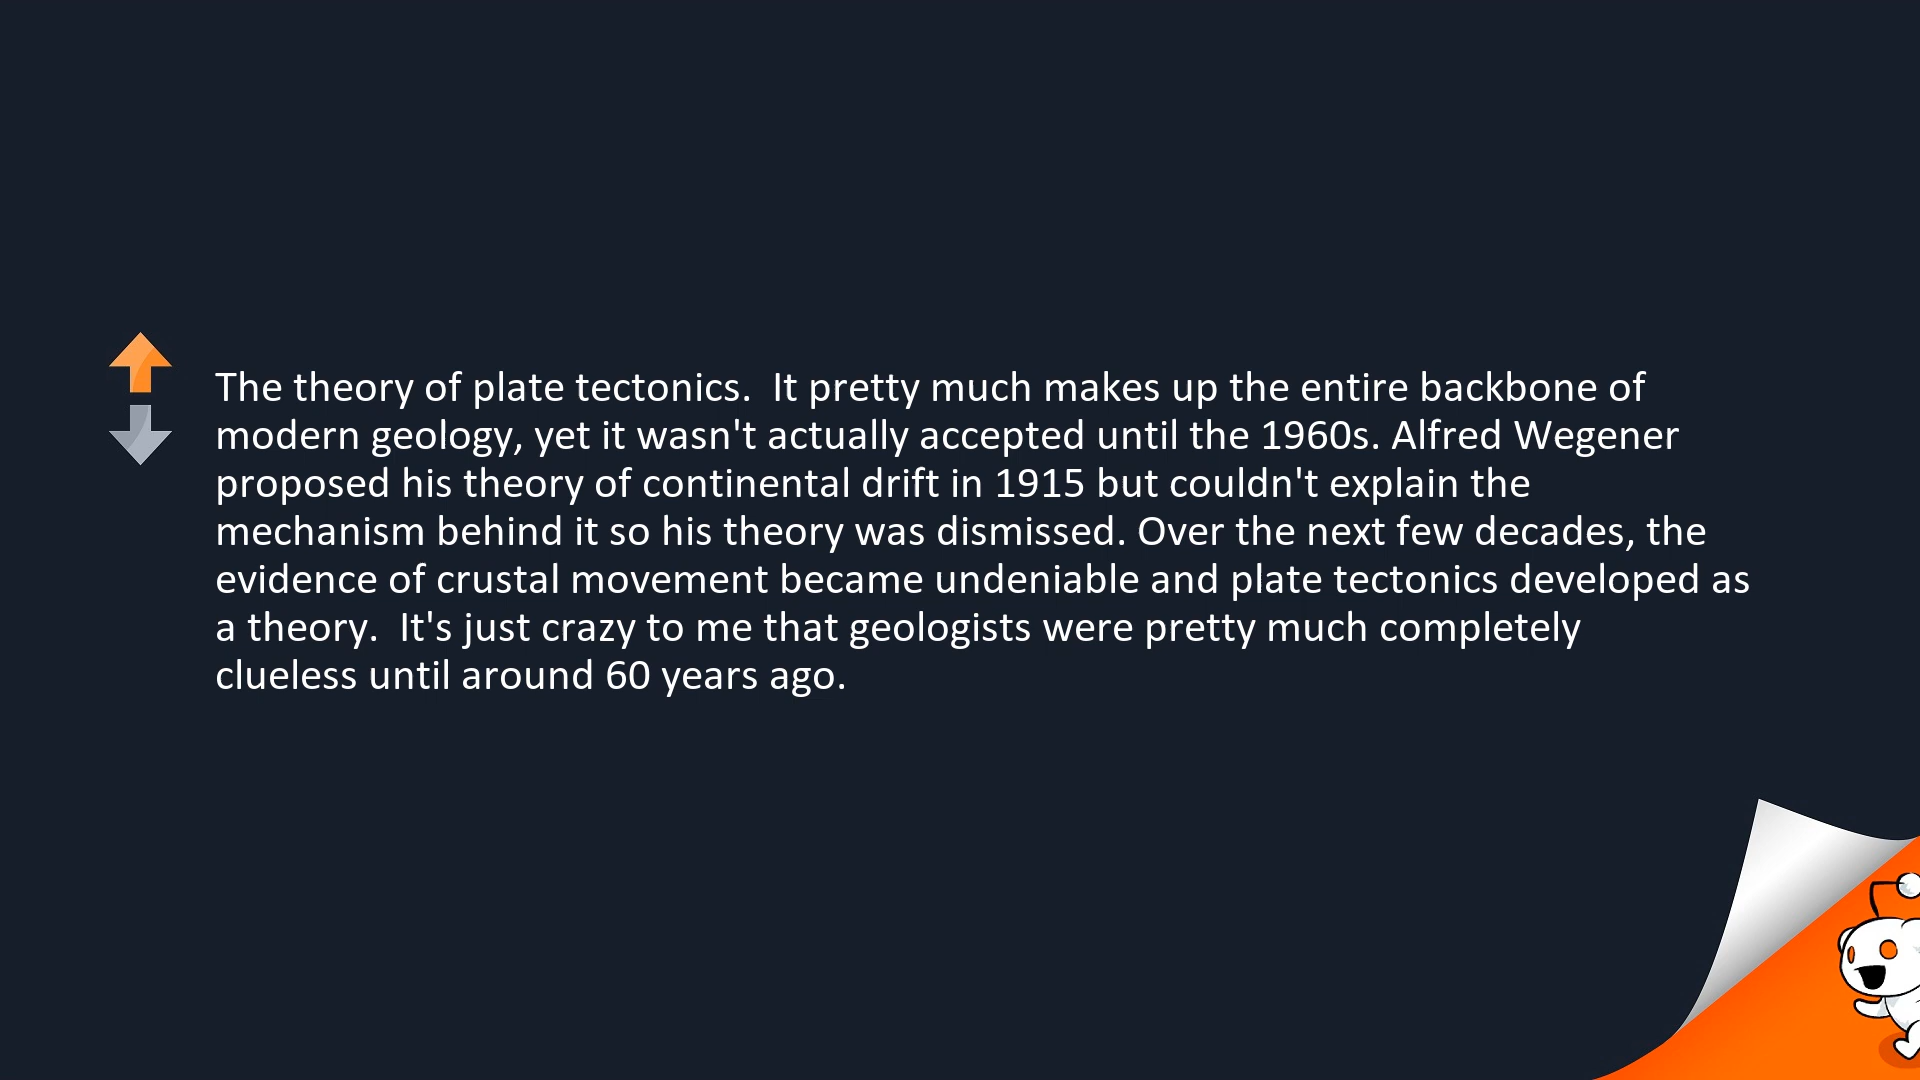 The theory of plate tectonics.  It pretty much makes up the entire backbone of
modern geology, yet it wasn't actually accepted until the 1960s. Alfred Wegener
proposed his theory of continental drift in 1915 but couldn't explain the
mechanism behind it so his theory was dismissed. Over the next few decades, the
evidence of crustal movement became undeniable and plate tectonics developed as
a theory.  It's just crazy to me that geologists were pretty much completely
clueless until around 60 years ago.